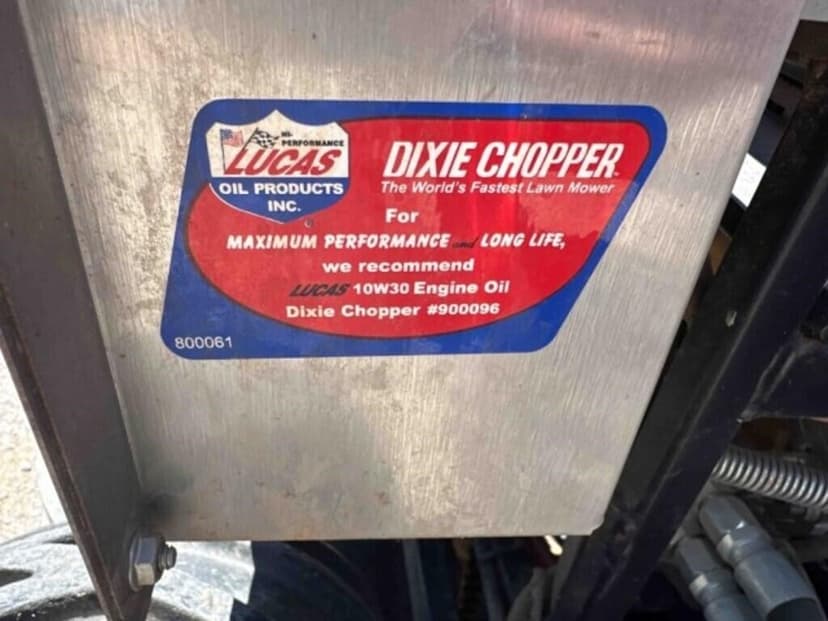 HI-
PERFORMANCE
LUCAS
OIL PRODUCTS
INC.
DIXIE CHOPPER
The World's Fastest Lawn Mower
For
MAXIMUM PERFORMANCE and LONG LIFE,
we recommend
LUCAS 10W30 Engine Oil
Dixie Chopper #900096
800061